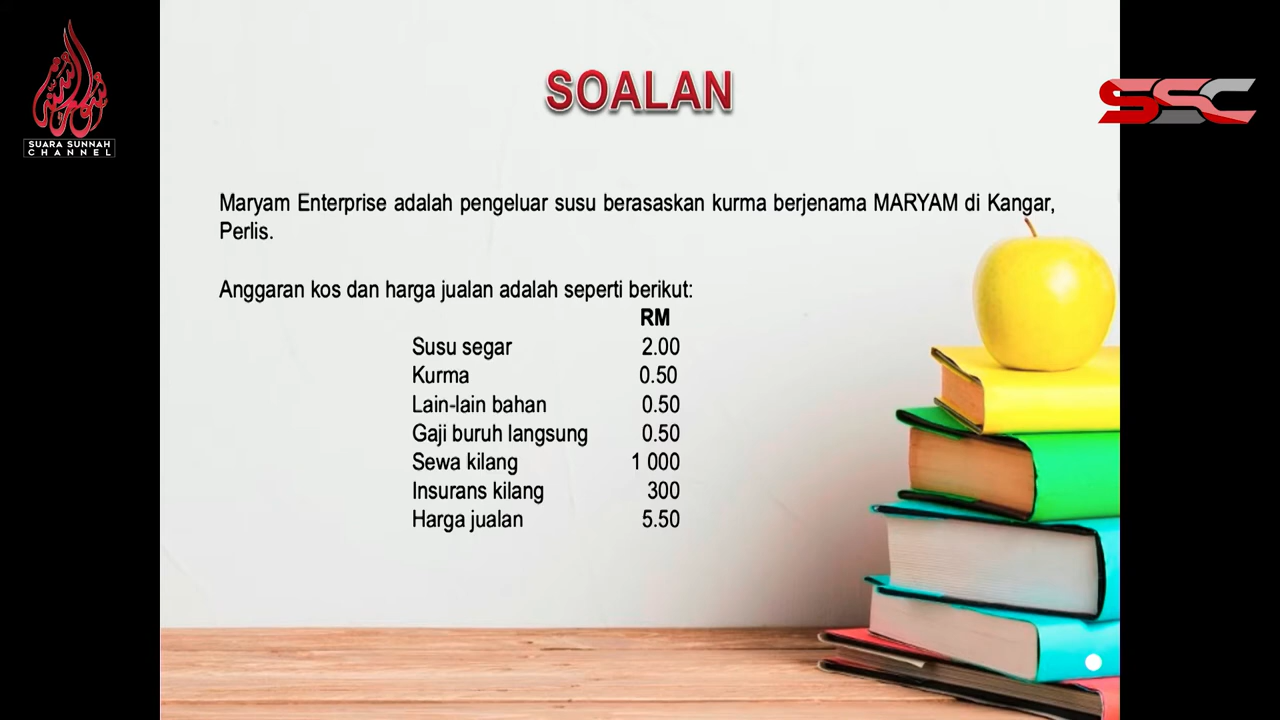 SOALAN
SUARA SUNNAH
CHANNEL
SSC
Maryam Enterprise adalah pengeluar susu berasaskan kurma berjenama MARYAM di Kangar,
Perlis.
Anggaran kos dan harga jualan adalah seperti berikut:
RM
Susu segar 2.00
Kurma 0.50
Lain-lain bahan 0.50
Gaji buruh langsung 0.50
Sewa kilang 1 000
Insurans kilang 300
Harga jualan 5.50